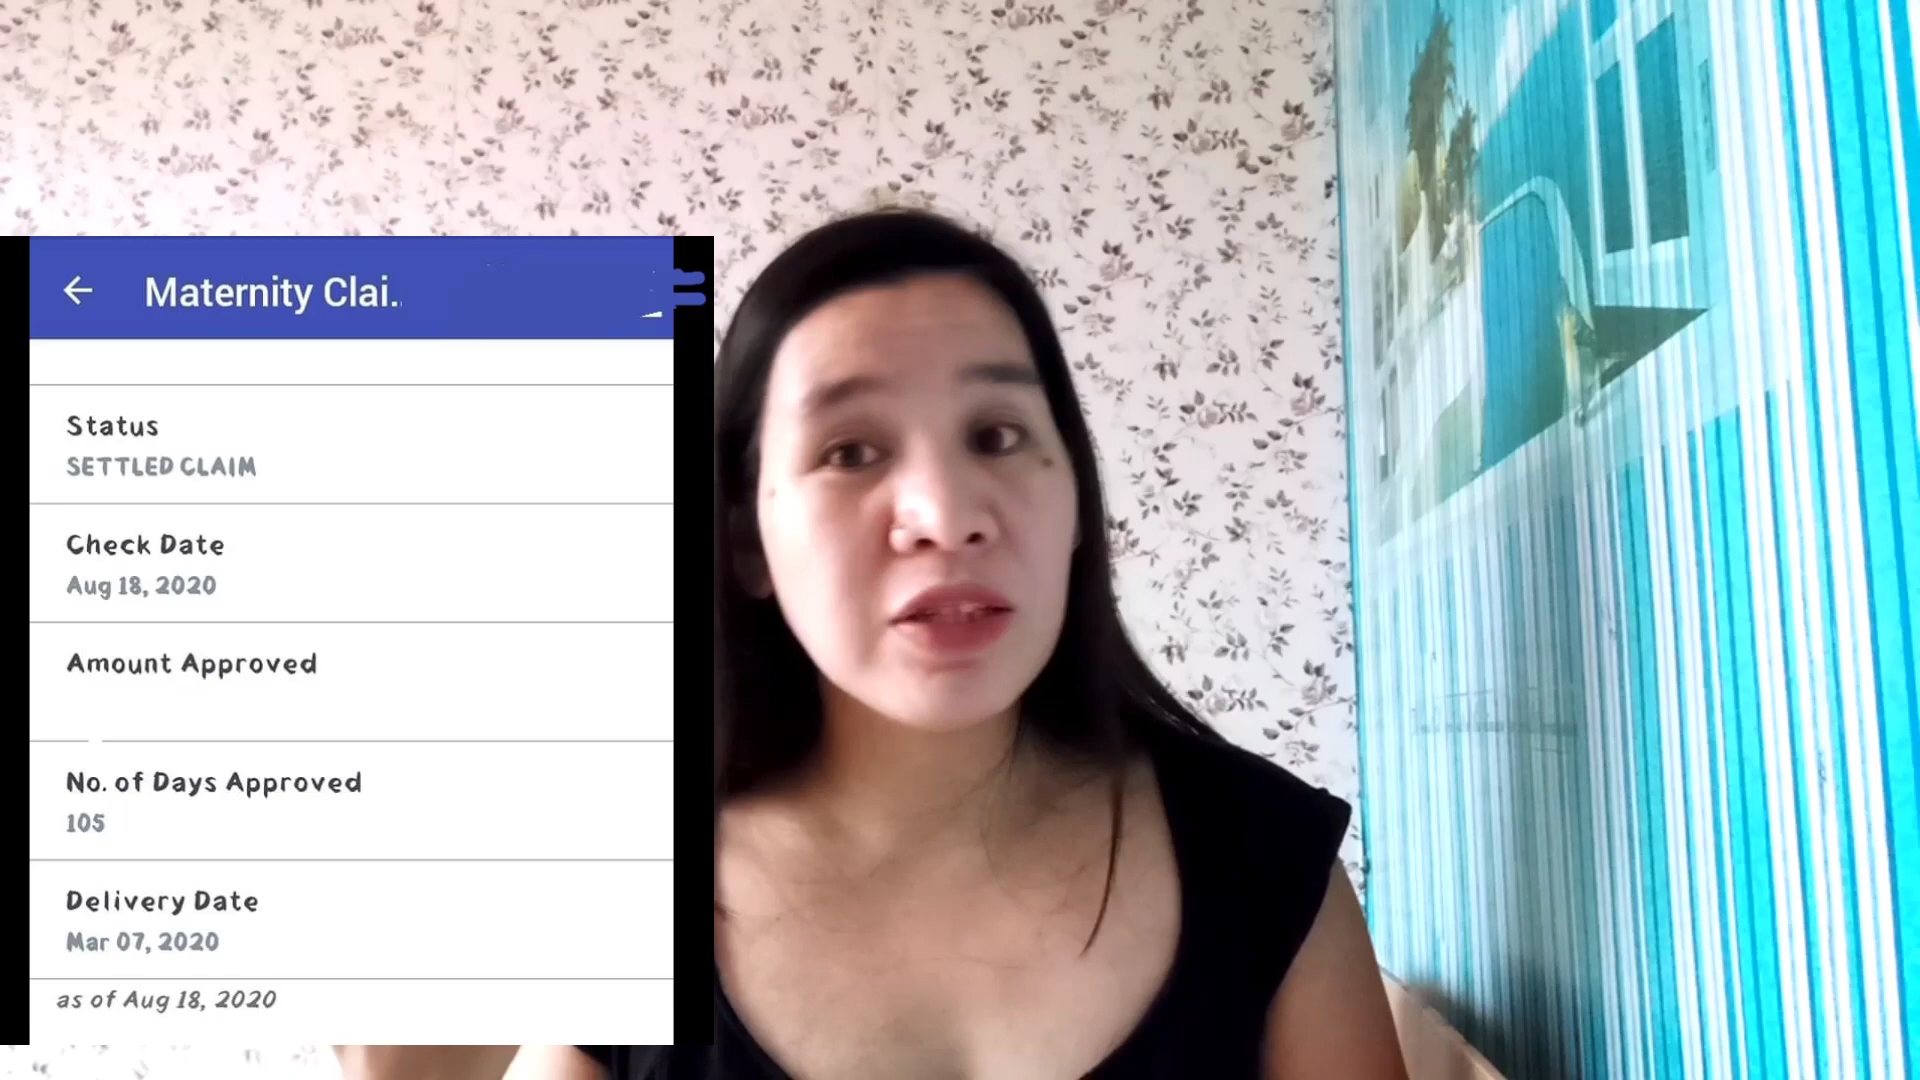 Maternity Clai..
Status
SETTLED CLAIM
Check Date
Aug 18, 2020
Amount Approved
No. of Days Approved
105
Delivery Date
Mar 07, 2020
as of Aug 18, 2020